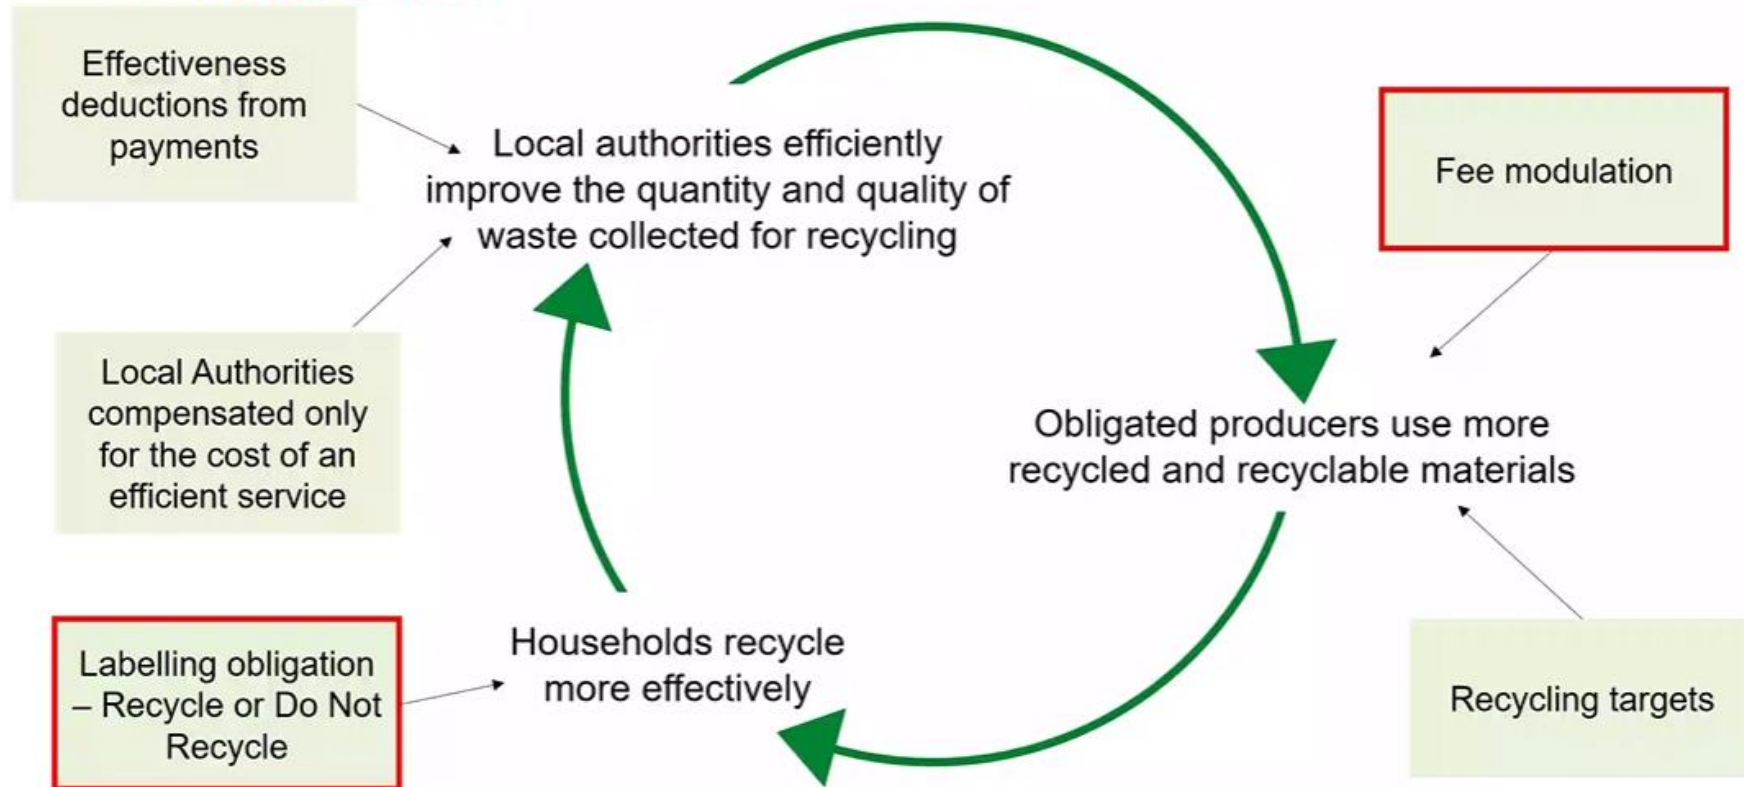 Effectiveness
deductions from
payments
Local authorities efficiently
improve the quantity and quality of
waste collected for recycling
Fee modulation
Local Authorities
compensated only
for the cost of an
efficient service
Obligated producers use more
recycled and recyclable materials
Labelling obligation
– Recycle or Do Not
Recycle
Households recycle
more effectively
Recycling targets